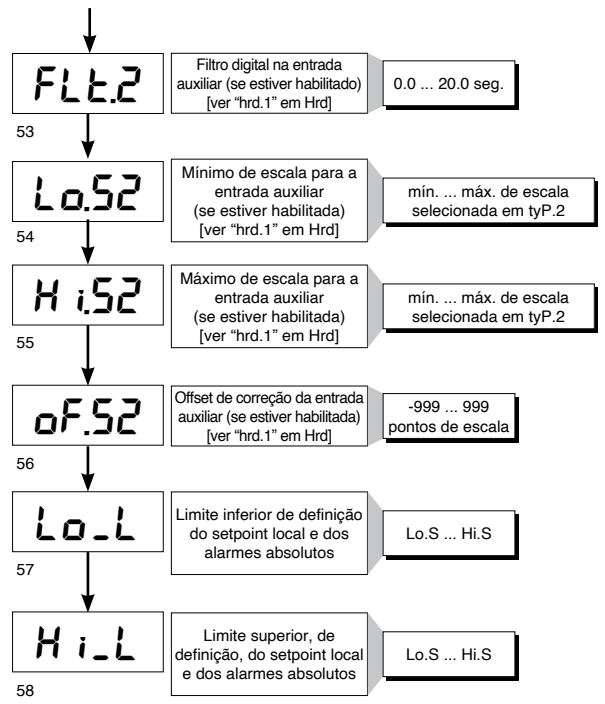 FLt.2
Filtro digital na entrada
auxiliar (se estiver habilitado)
[ver “hrd.1” em Hrd]
0.0 ... 20.0 seg.
53
Lo.S2
Mínimo de escala para a
entrada auxiliar
(se estiver habilitada)
[ver “hrd.1” em Hrd]
mín. ... máx. de escala
selecionada em tyP.2
54
Hi.S2
Máximo de escala para a
entrada auxiliar
(se estiver habilitada)
[ver “hrd.1” em Hrd]
mín. ... máx. de escala
selecionada em tyP.2
55
oF.S2
Offset de correção da entrada
auxiliar (se estiver habilitada)
[ver “hrd.1” em Hrd]
-999 ... 999
pontos de escala
56
Lo_L
Limite inferior de definição
do setpoint local e dos
alarmes absolutos
Lo.S ... Hi.S
57
Hi_L
Limite superior, de
definição, do setpoint local
e dos alarmes absolutos
Lo.S ... Hi.S
58